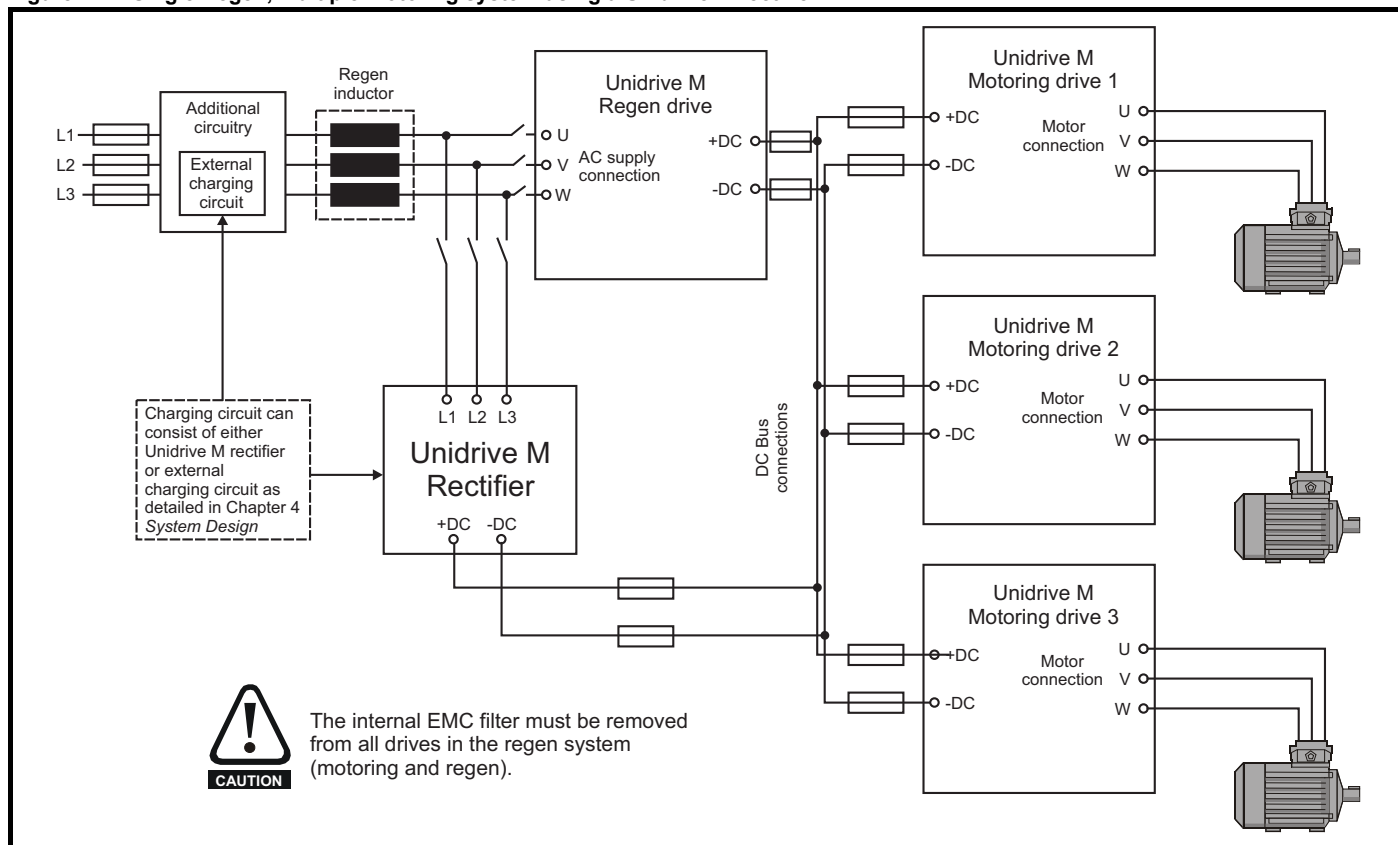 Regen
inductor
Additional
circuitry
External
charging
circuit
L1
L2
L3
Unidrive M
Regen drive
U
V
W
AC supply
connection
+DC
-DC
Unidrive M
Motoring drive 1
+DC
-DC
Motor
connection
U
V
W
Unidrive M
Motoring drive 2
+DC
-DC
Motor
connection
U
V
W
DC Bus
connections
Charging circuit can
consist of either
Unidrive M rectifier
or external
charging circuit as
detailed in Chapter 4
System Design
L1 L2 L3
Unidrive M
Rectifier
+DC -DC
Unidrive M
Motoring drive 3
+DC
-DC
Motor
connection
U
V
W
CAUTION
The internal EMC filter must be removed
from all drives in the regen system
(motoring and regen).